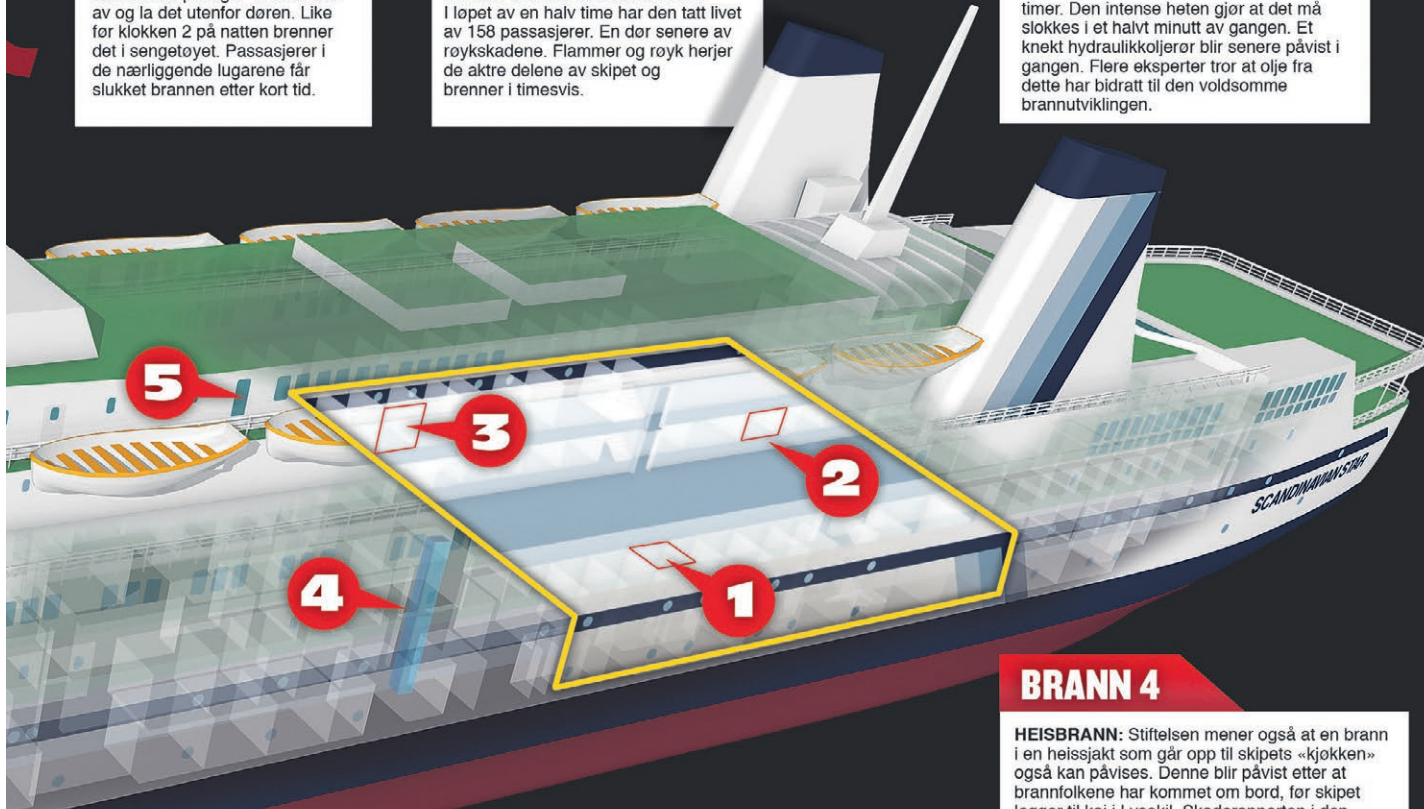 av og la det utenfor døren. Like
før klokken 2 på natten brenner
det i sengetøyet. Passasjerer i
de nærliggende lugarene får
slukket brannen etter kort tid.
I løpet av en halv time har den tatt livet
av 158 passasjerer. En dør senere av
røykskadene. Flammer og røyk herjer
de aktre delene av skipet og
brenner i timesvis.
timer. Den intense heten gjør at det må
slokkes i et halvt minutt av gangen. Et
knekt hydraulikkoljerør blir senere påvist i
gangen. Flere eksperter tror at olje fra
dette har bidratt til den voldsomme
brannutviklingen.
5
3
2
4
1
SCANDINAVIAN STAR
BRANN 4
HEISBRANN: Stiftelsen mener også at en brann
i en heissjakt som går opp til skipets «kjøkken»
også kan påvises. Denne blir påvist etter at
brannfolkene har kommet om bord, før skipet